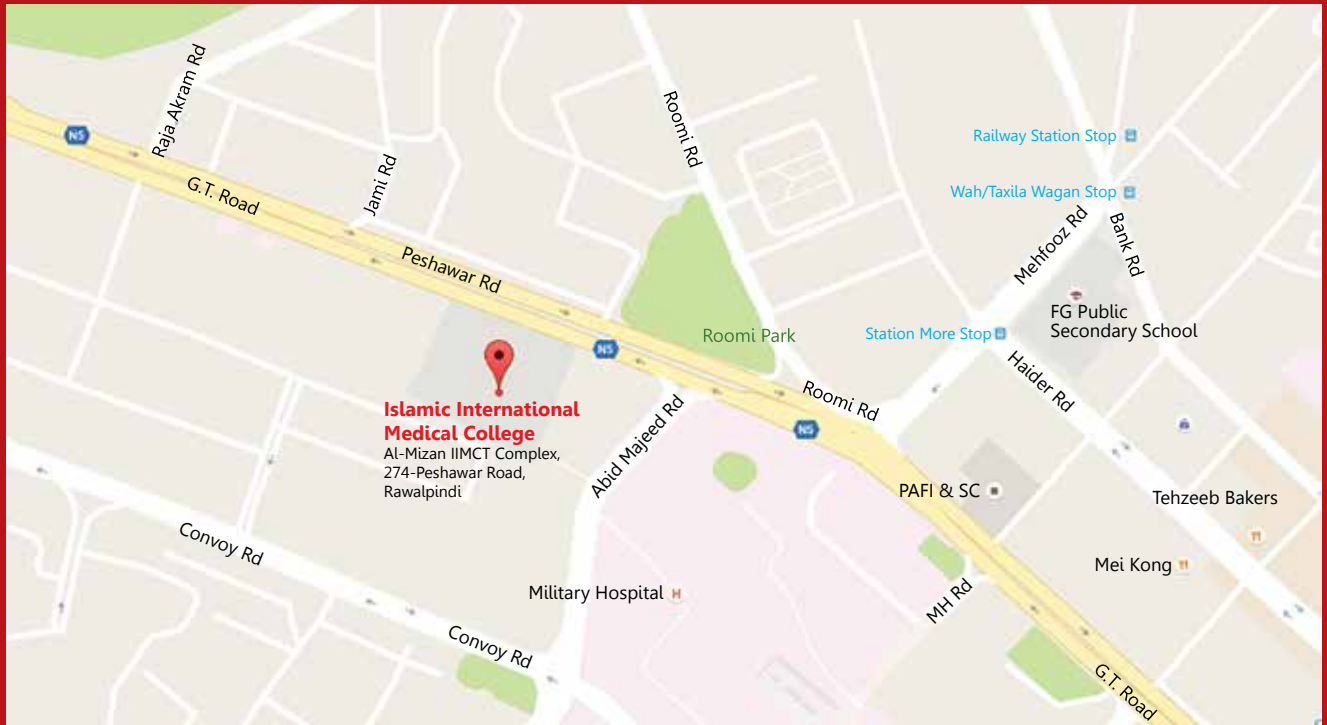 Raja Akram Rd
Roomi Rd
N5
Railway Station Stop
Jami Rd
G.T. Road
Wah/Taxila Wagan Stop
Mehfooz Rd
Bank Rd
Peshawar Rd
FG Public
Secondary School
Roomi Park
Station More Stop
N5
Haider Rd
Islamic International
Medical College
Al-Mizan IIMCT Complex,
274-Peshawar Road,
Rawalpindi
Roomi Rd
N5
Abid Majeed Rd
PAFI & SC
Tehzeeb Bakers
Convoy Rd
Mei Kong
Military Hospital
H
MH Rd
Convoy Rd
G.T. Road